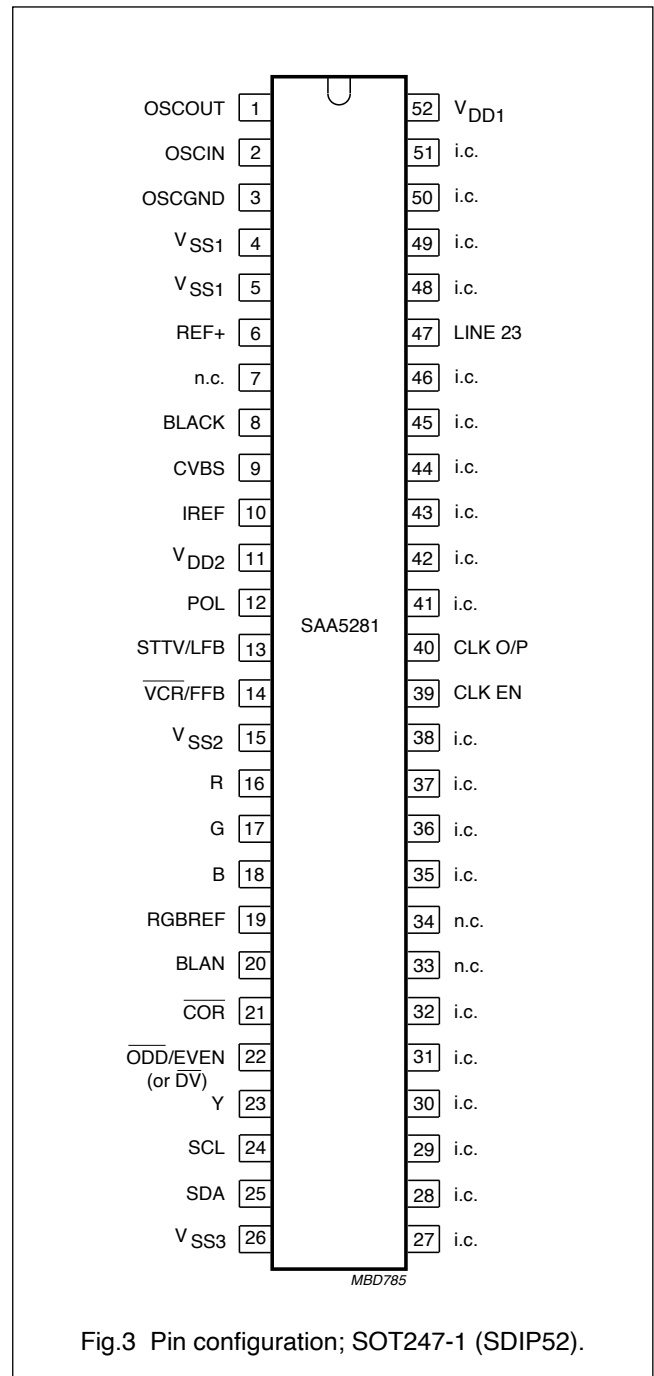 OSCOUT 1 52 VDD1
OSCIN 2 51 i.c.
OSCGND 3 50 i.c.
VSS1 4 49 i.c.
VSS1 5 48 i.c.
REF+ 6 47 LINE 23
n.c. 7 46 i.c.
BLACK 8 45 i.c.
CVBS 9 44 i.c.
IREF 10 43 i.c.
VDD2 11 42 i.c.
POL 12 41 i.c.
SAA5281
STTV/LFB 13 40 CLK O/P
V̅C̅R̅/FFB 14 39 CLK EN
VSS2 15 38 i.c.
R 16 37 i.c.
G 17 36 i.c.
B 18 35 i.c.
RGBREF 19 34 n.c.
BLAN 20 33 n.c.
C̅O̅R̅ 21 32 i.c.
O̅D̅D̅/EVEN 22 31 i.c.
(or D̅V̅)
Y 23 30 i.c.
SCL 24 29 i.c.
SDA 25 28 i.c.
VSS3 26 27 i.c.
MBD785
Fig.3 Pin configuration; SOT247-1 (SDIP52).